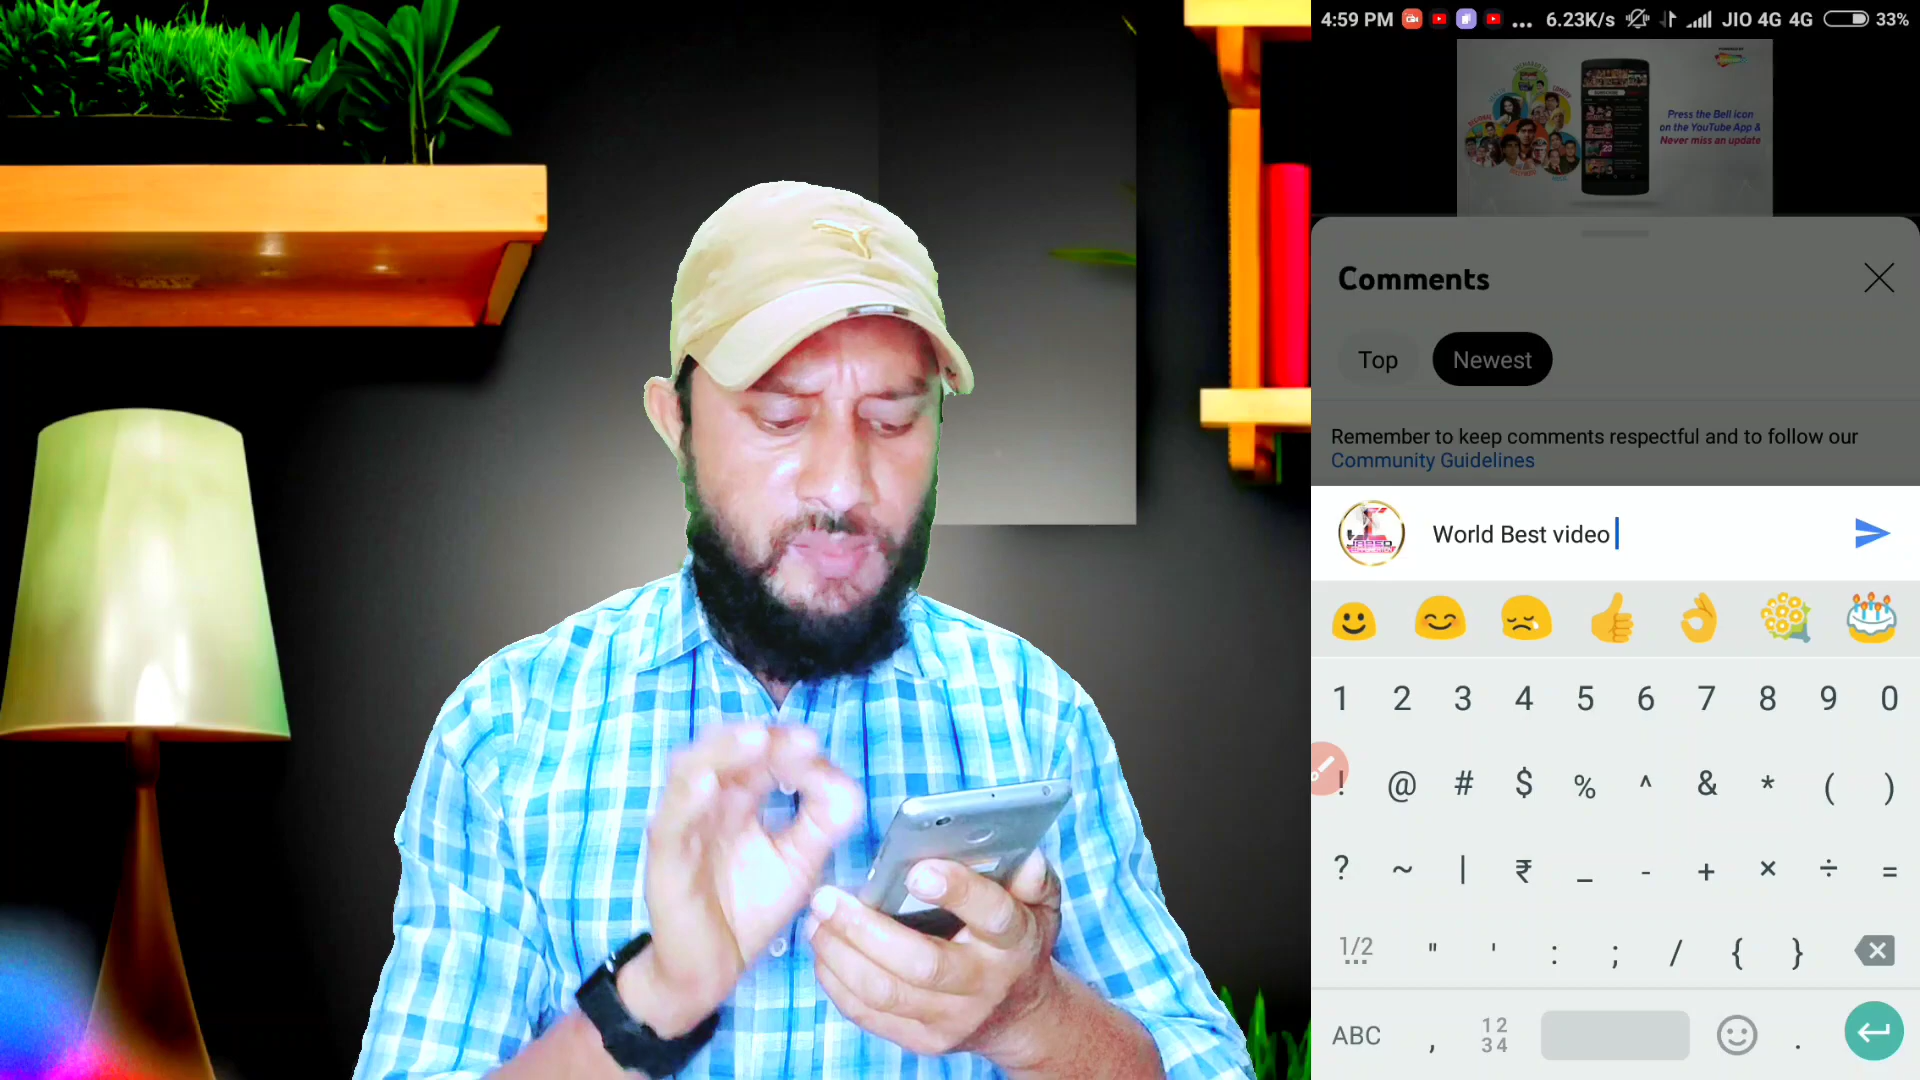 4:59 PM ... 6.23K/s JIO 4G 4G 33%
Press the Bell icon
on the YouTube App &
Never miss an update
Comments
Top Newest
Remember to keep comments respectful and to follow our
Community Guidelines
World Best video
1 2 3 4 5 6 7 8 9 0
! @ # $ % ^ & * ( )
? ~ | ₹ _ - + × ÷ =
1/2 " ' : ; / { }
ABC , 12 34 .